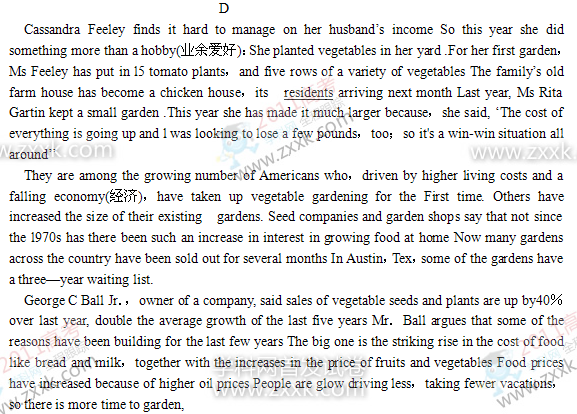 D
Cassandra Feeley finds it hard to manage on her husband's income So this year she did
something more than a hobby(业余爱好)：She planted vegetables in her yard .For her first garden,
Ms Feeley has put in 15 tomato plants，and five rows of a variety of vegetables The family's old
farm house has become a chicken house，its residents arriving next month Last year, Ms Rita
Gartin kept a small garden .This year she has made it much larger because，she said, 'The cost of
everything is going up and l was looking to lose a few pounds，too；so it's a win-win situation all
around''
They are among the growing number of Americans who，driven by higher living costs and a
falling economy(经济)，have taken up vegetable gardening for the First time. Others have
increased the size of their existing gardens. Seed companies and garden shops say that not since
the 1970s has there been such an increase in interest in growing food at home Now many gardens
across the country have been sold out for several months In Austin，Tex，some of the gardens have
a three—year waiting list.
George C Ball Jr.，owner of a company, said sales of vegetable seeds and plants are up by40%
over last year, double the average growth of the last five years Mr．Ball argues that some of the
reasons have been building for the last few years The big one is the striking rise in the cost of food
like bread and milk，together with the increases in the price of fruits and vegetables Food prices
have increased because of higher oil prices People are glow driving less，taking fewer vacations，
so there is more time to garden,
www.zxxk.com
www.zxxk.com